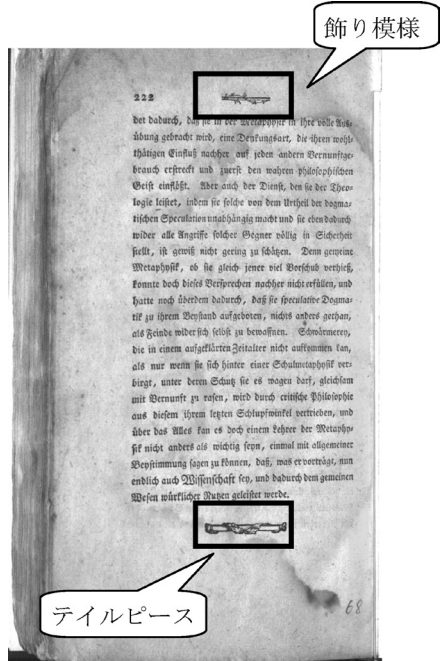 飾り模様
222
det dadurch, daß sie in der Metaphysik in ihre volle Aus⸗
übung gebracht wird, eine Denkungsart, die ihren wohl⸗
thätigen Einfluß nachher auf jeden andern Vernunftge⸗
brauch erstreckt und zuerst den wahren philosophischen
Geist einflößt. Aber auch der Dienst, den sie der Theo⸗
logie leistet, indem sie solche von dem Urtheil der dogma⸗
tischen Speculation unabhängig macht und sie eben dadurch
wider alle Angriffe solcher Gegner völlig in Sicherheit
stellt, ist gewiß nicht gering zu schätzen. Denn gemeine
Metaphysik, ob sie gleich jener viel Vorschub verhieß,
konnte doch dieses Versprechen nachher nicht erfüllen, und
hatte noch überdem dadurch, daß sie speculative Dogma⸗
tik zu ihrem Beystand aufgeboten, nichts anders gethan,
als Feinde wider sich selbst zu bewaffnen. Schwärmerey,
die in einem aufgeklärten Zeitalter nicht aufkommen kan,
als nur wenn sie sich hinter einer Schulmetaphysik ver⸗
birgt, unter deren Schutz sie es wagen darf, gleichsam
mit Vernunft zu rasen, wird durch critische Philosophie
aus diesem ihrem letzten Schlupfwinkel vertrieben, und
über das Alles kan es doch einem Lehrer der Metaphy⸗
sik nicht anders als wichtig seyn, einmal mit allgemeiner
Beystimmung sagen zu können, daß, was er vorträgt, nun
endlich auch Wissenschaft sey, und dadurch dem gemeinen
Wesen würklicher Nutzen geleistet werde.
テイルピース
68